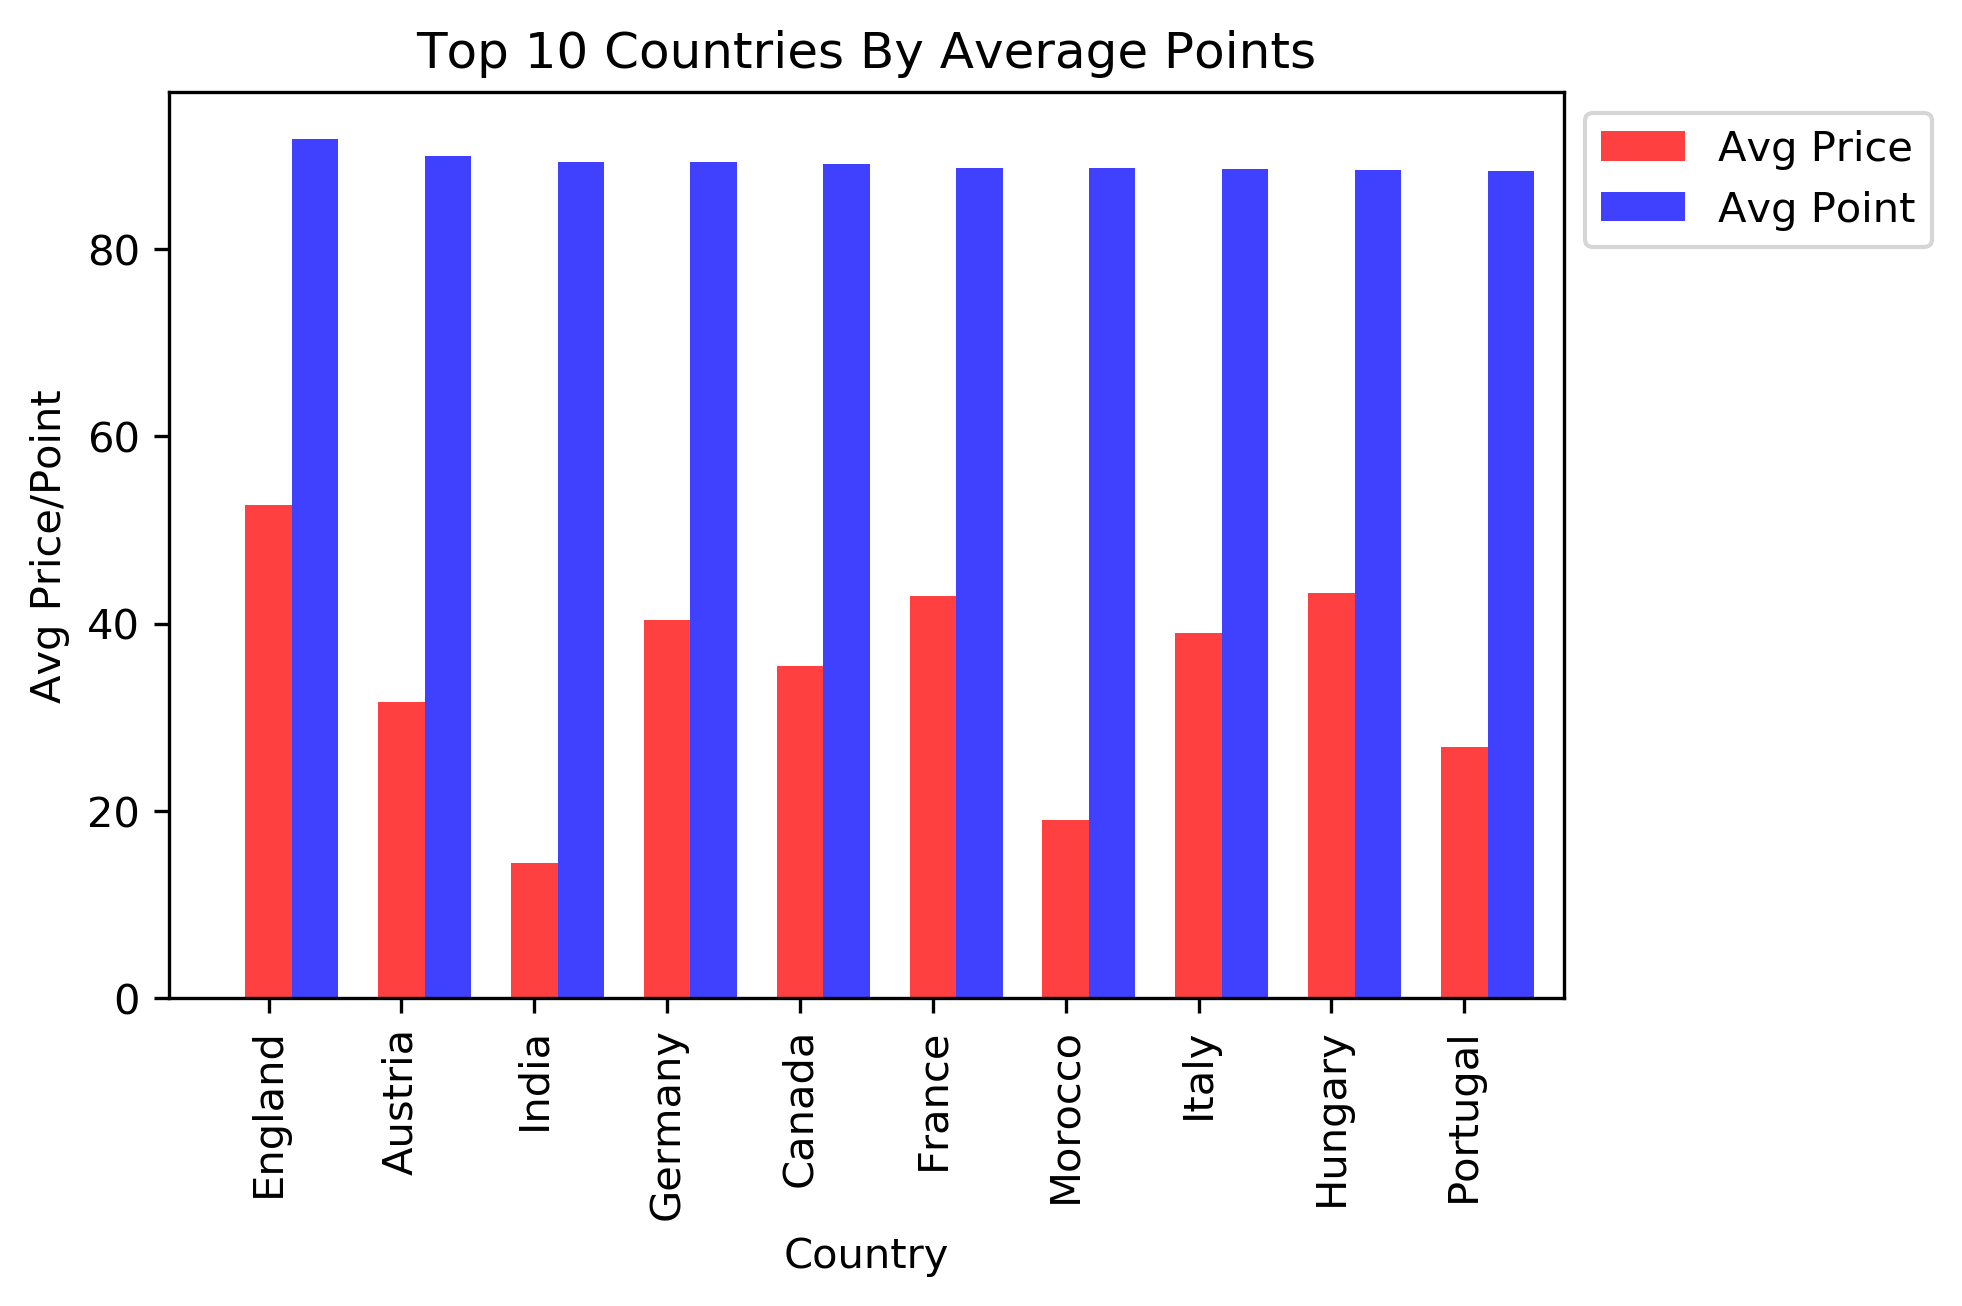 Top 10 Countries By Average Points
Avg Price
Avg Point
Avg Price/Point
80
60
40
20
0
England
Austria
India
Germany
Canada
France
Morocco
Italy
Hungary
Portugal
Country